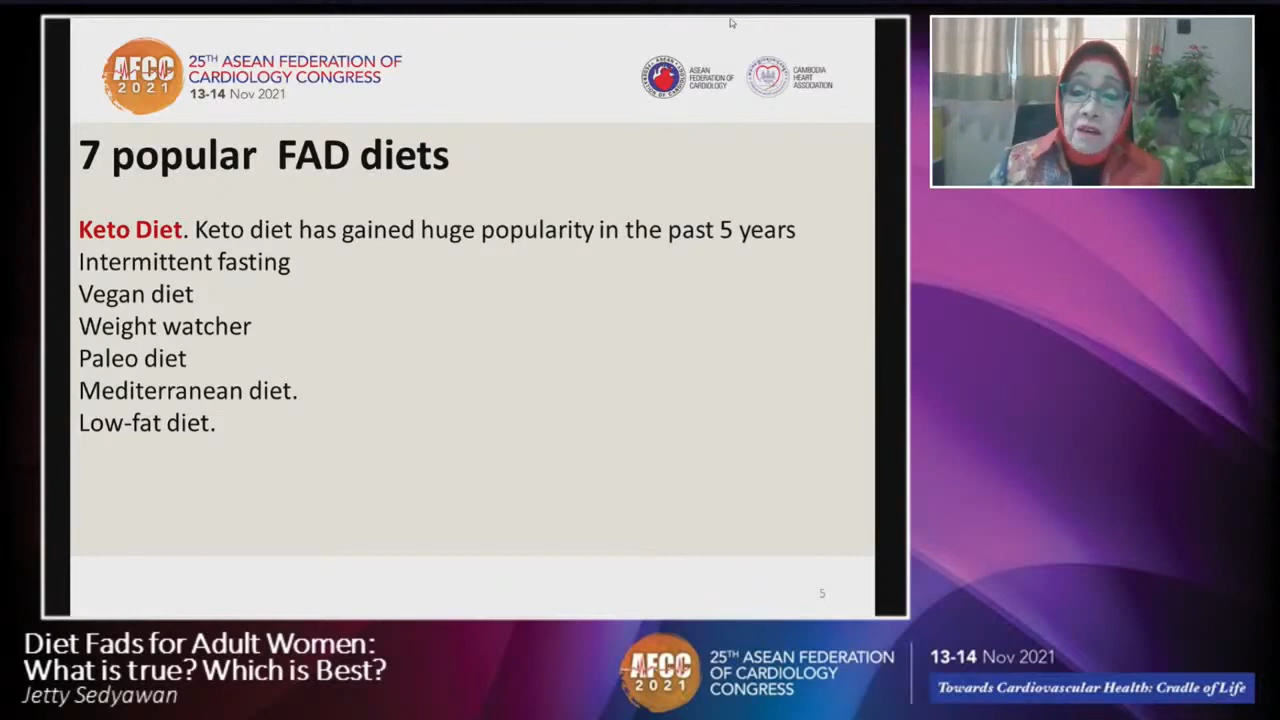 AFCC
2021
25TH ASEAN FEDERATION OF
CARDIOLOGY CONGRESS
13-14 Nov 2021
ASEAN
FEDERATION OF
CARDIOLOGY
CAMBODIA
HEART
ASSOCIATION
7 popular FAD diets
Keto Diet. Keto diet has gained huge popularity in the past 5 years
Intermittent fasting
Vegan diet
Weight watcher
Paleo diet
Mediterranean diet.
Low-fat diet.
5
Diet Fads for Adult Women:
What is true? Which is Best?
Jetty Sedyawan
AFCC
2021
25TH ASEAN FEDERATION
OF CARDIOLOGY
CONGRESS
13-14 Nov 2021
Towards Cardiovascular Health: Cradle of Life